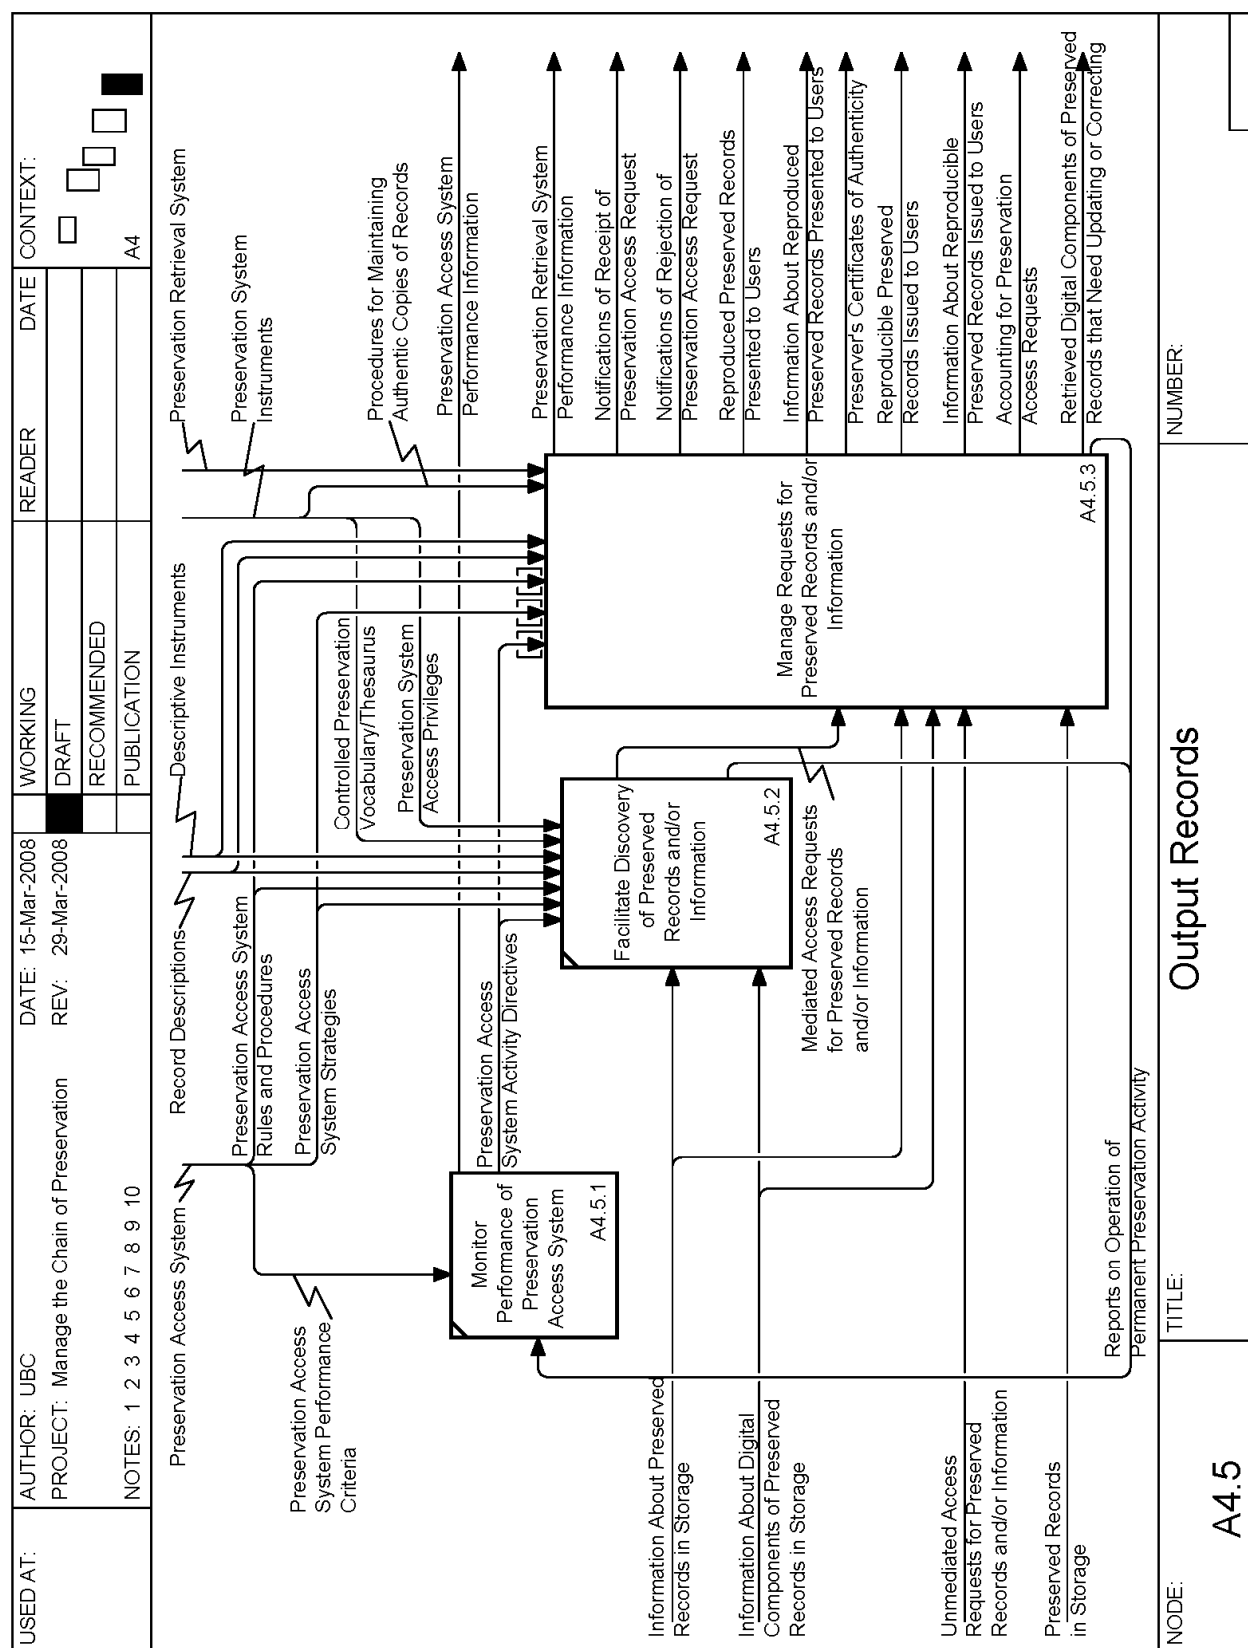 USED AT:
AUTHOR: UBC
PROJECT: Manage the Chain of Preservation
NOTES: 1 2 3 4 5 6 7 8 9 10
DATE: 15-Mar-2008
REV: 29-Mar-2008
WORKING
DRAFT
RECOMMENDED
PUBLICATION
READER
DATE
CONTEXT:
A4
Preservation Access System
Record Descriptions
Descriptive Instruments
Preservation Retrieval System
Preservation System
Instruments
Preservation Access System
Rules and Procedures
Preservation Access
System Strategies
Preservation Access
System Performance
Criteria
Controlled Preservation
Vocabulary/Thesaurus
Preservation System
Access Privileges
Procedures for Maintaining
Authentic Copies of Records
Preservation Access System
Performance Information
Monitor
Performance of
Preservation
Access System
A4.5.1
Preservation Access
System Activity Directives
Facilitate Discovery
of Preserved
Records and/or
Information
A4.5.2
Mediated Access Requests
for Preserved Records
and/or Information
Manage Requests for
Preserved Records and/or
Information
A4.5.3
Preservation Retrieval System
Performance Information
Notifications of Receipt of
Preservation Access Request
Notifications of Rejection of
Preservation Access Request
Reproduced Preserved Records
Presented to Users
Information About Reproduced
Preserved Records Presented to Users
Preserver's Certificates of Authenticity
Reproducible Preserved
Records Issued to Users
Information About Reproducible
Preserved Records Issued to Users
Accounting for Preservation
Access Requests
Retrieved Digital Components of Preserved
Records that Need Updating or Correcting
Information About Preserved
Records in Storage
Information About Digital
Components of Preserved
Records in Storage
Unmediated Access
Requests for Preserved
Records and/or Information
Preserved Records
in Storage
Reports on Operation of
Permanent Preservation Activity
NODE:
A4.5
TITLE:
Output Records
NUMBER: